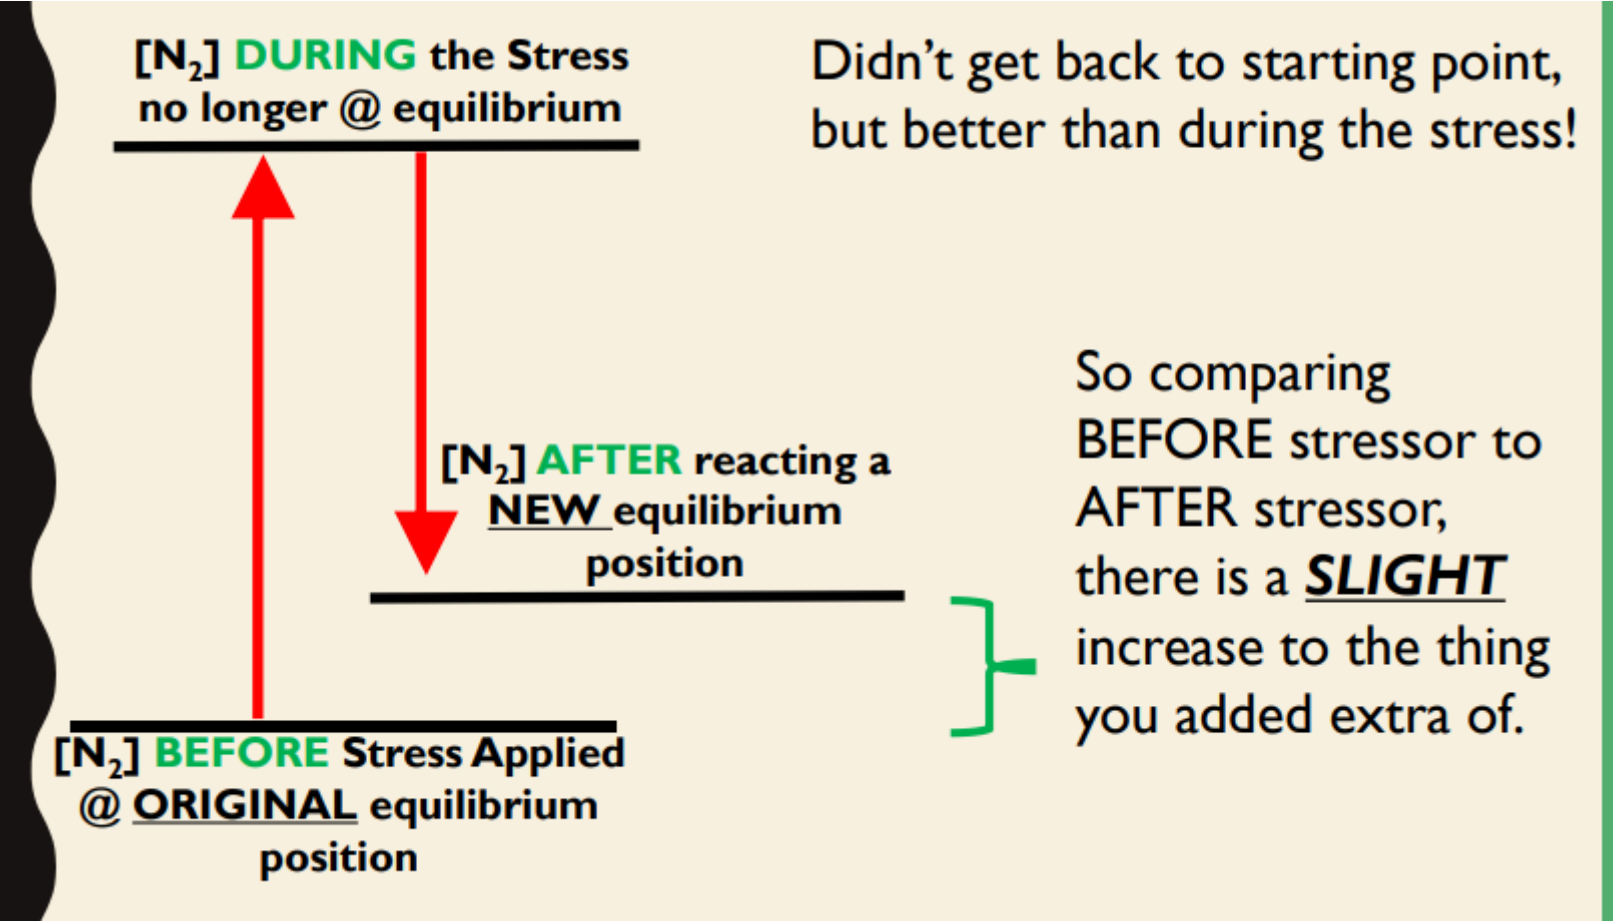 [N₂] DURING the Stress
no longer @ equilibrium
Didn't get back to starting point,
but better than during the stress!
[N₂] AFTER reacting a
NEW equilibrium
position
So comparing
BEFORE stressor to
AFTER stressor,
there is a SLIGHT
increase to the thing
you added extra of.
[N₂] BEFORE Stress Applied
@ ORIGINAL equilibrium
position